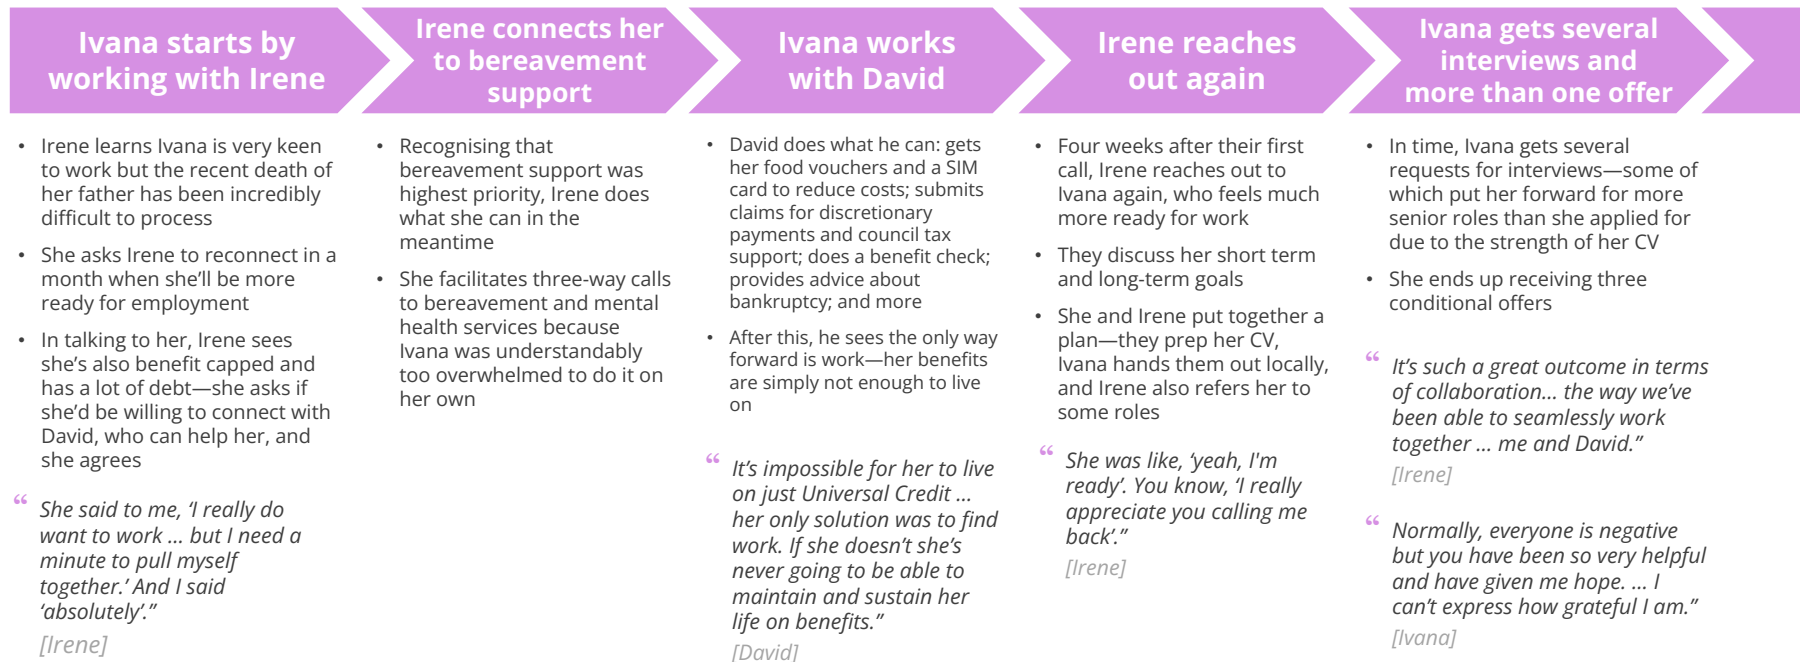 Ivana starts by
working with Irene
Irene connects her
to bereavement
support
Ivana works
with David
Irene reaches
out again
Ivana gets several
interviews and
more than one offer
• Irene learns Ivana is very keen
to work but the recent death of
her father has been incredibly
difficult to process
• She asks Irene to reconnect in a
month when she’ll be more
ready for employment
• In talking to her, Irene sees
she’s also benefit capped and
has a lot of debt—she asks if
she’d be willing to connect with
David, who can help her, and
she agrees
“ She said to me, ‘I really do
want to work ... but I need a
minute to pull myself
together.’ And I said
‘absolutely’.”
[Irene]
• Recognising that
bereavement support was
highest priority, Irene does
what she can in the
meantime
• She facilitates three-way calls
to bereavement and mental
health services because
Ivana was understandably
too overwhelmed to do it on
her own
• David does what he can: gets
her food vouchers and a SIM
card to reduce costs; submits
claims for discretionary
payments and council tax
support; does a benefit check;
provides advice about
bankruptcy; and more
• After this, he sees the only way
forward is work—her benefits
are simply not enough to live
on
“ It’s impossible for her to live
on just Universal Credit ...
her only solution was to find
work. If she doesn’t she’s
never going to be able to
maintain and sustain her
life on benefits.”
[David]
• Four weeks after their first
call, Irene reaches out to
Ivana again, who feels much
more ready for work
• They discuss her short term
and long-term goals
• She and Irene put together a
plan—they prep her CV,
Ivana hands them out locally,
and Irene also refers her to
some roles
“ She was like, ‘yeah, I'm
ready’. You know, ‘I really
appreciate you calling me
back’.”
[Irene]
• In time, Ivana gets several
requests for interviews—some of
which put her forward for more
senior roles than she applied for
due to the strength of her CV
• She ends up receiving three
conditional offers
“ It’s such a great outcome in terms
of collaboration... the way we’ve
been able to seamlessly work
together ... me and David.”
[Irene]
“ Normally, everyone is negative
but you have been so very helpful
and have given me hope. ... I
can’t express how grateful I am.”
[Ivana]